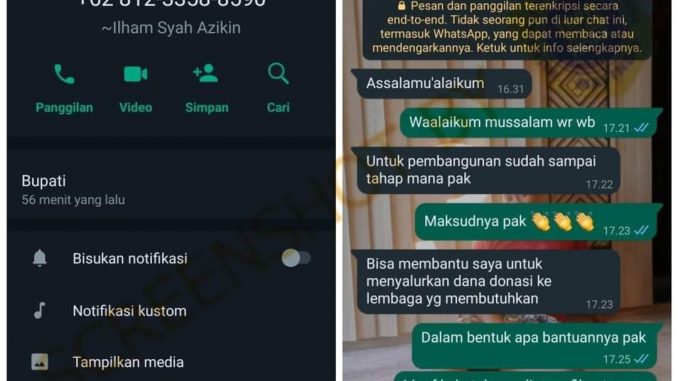 +62 812 5358 8390
~Ilham Syah Azikin
Panggilan
Video
Simpan
Cari
Bupati
56 menit yang lalu
Bisukan notifikasi
Notifikasi kustom
Tampilkan media
Pesan dan panggilan terenkripsi secara
end-to-end. Tidak seorang pun di luar chat ini,
termasuk WhatsApp, yang dapat membaca atau
mendengarkannya. Ketuk untuk info selengkapnya.
Assalamu'alaikum
16.31
Waalaikum mussalam wr wb
17.21
Untuk pembangunan sudah sampai
tahap mana pak
17.22
Maksudnya pak 👏👏👏
17.23
Bisa membantu saya untuk
menyalurkan dana donasi ke
lembaga yg membutuhkan
17.23
Dalam bentuk apa bantuannya pak
17.25
SCREENSHOT BY